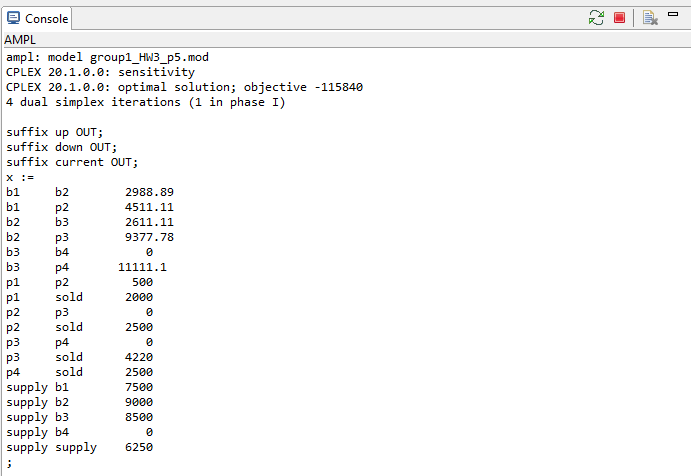 Console
AMPL
ampl: model group1_HW3_p5.mod
CPLEX 20.1.0.0: sensitivity
CPLEX 20.1.0.0: optimal solution; objective -115840
4 dual simplex iterations (1 in phase I)
suffix up OUT;
suffix down OUT;
suffix current OUT;
x :=
b1 b2 2988.89
b1 p2 4511.11
b2 b3 2611.11
b2 p3 9377.78
b3 b4 0
b3 p4 11111.1
p1 p2 500
p1 sold 2000
p2 p3 0
p2 sold 2500
p3 p4 0
p3 sold 4220
p4 sold 2500
supply b1 7500
supply b2 9000
supply b3 8500
supply b4 0
supply supply 6250
;